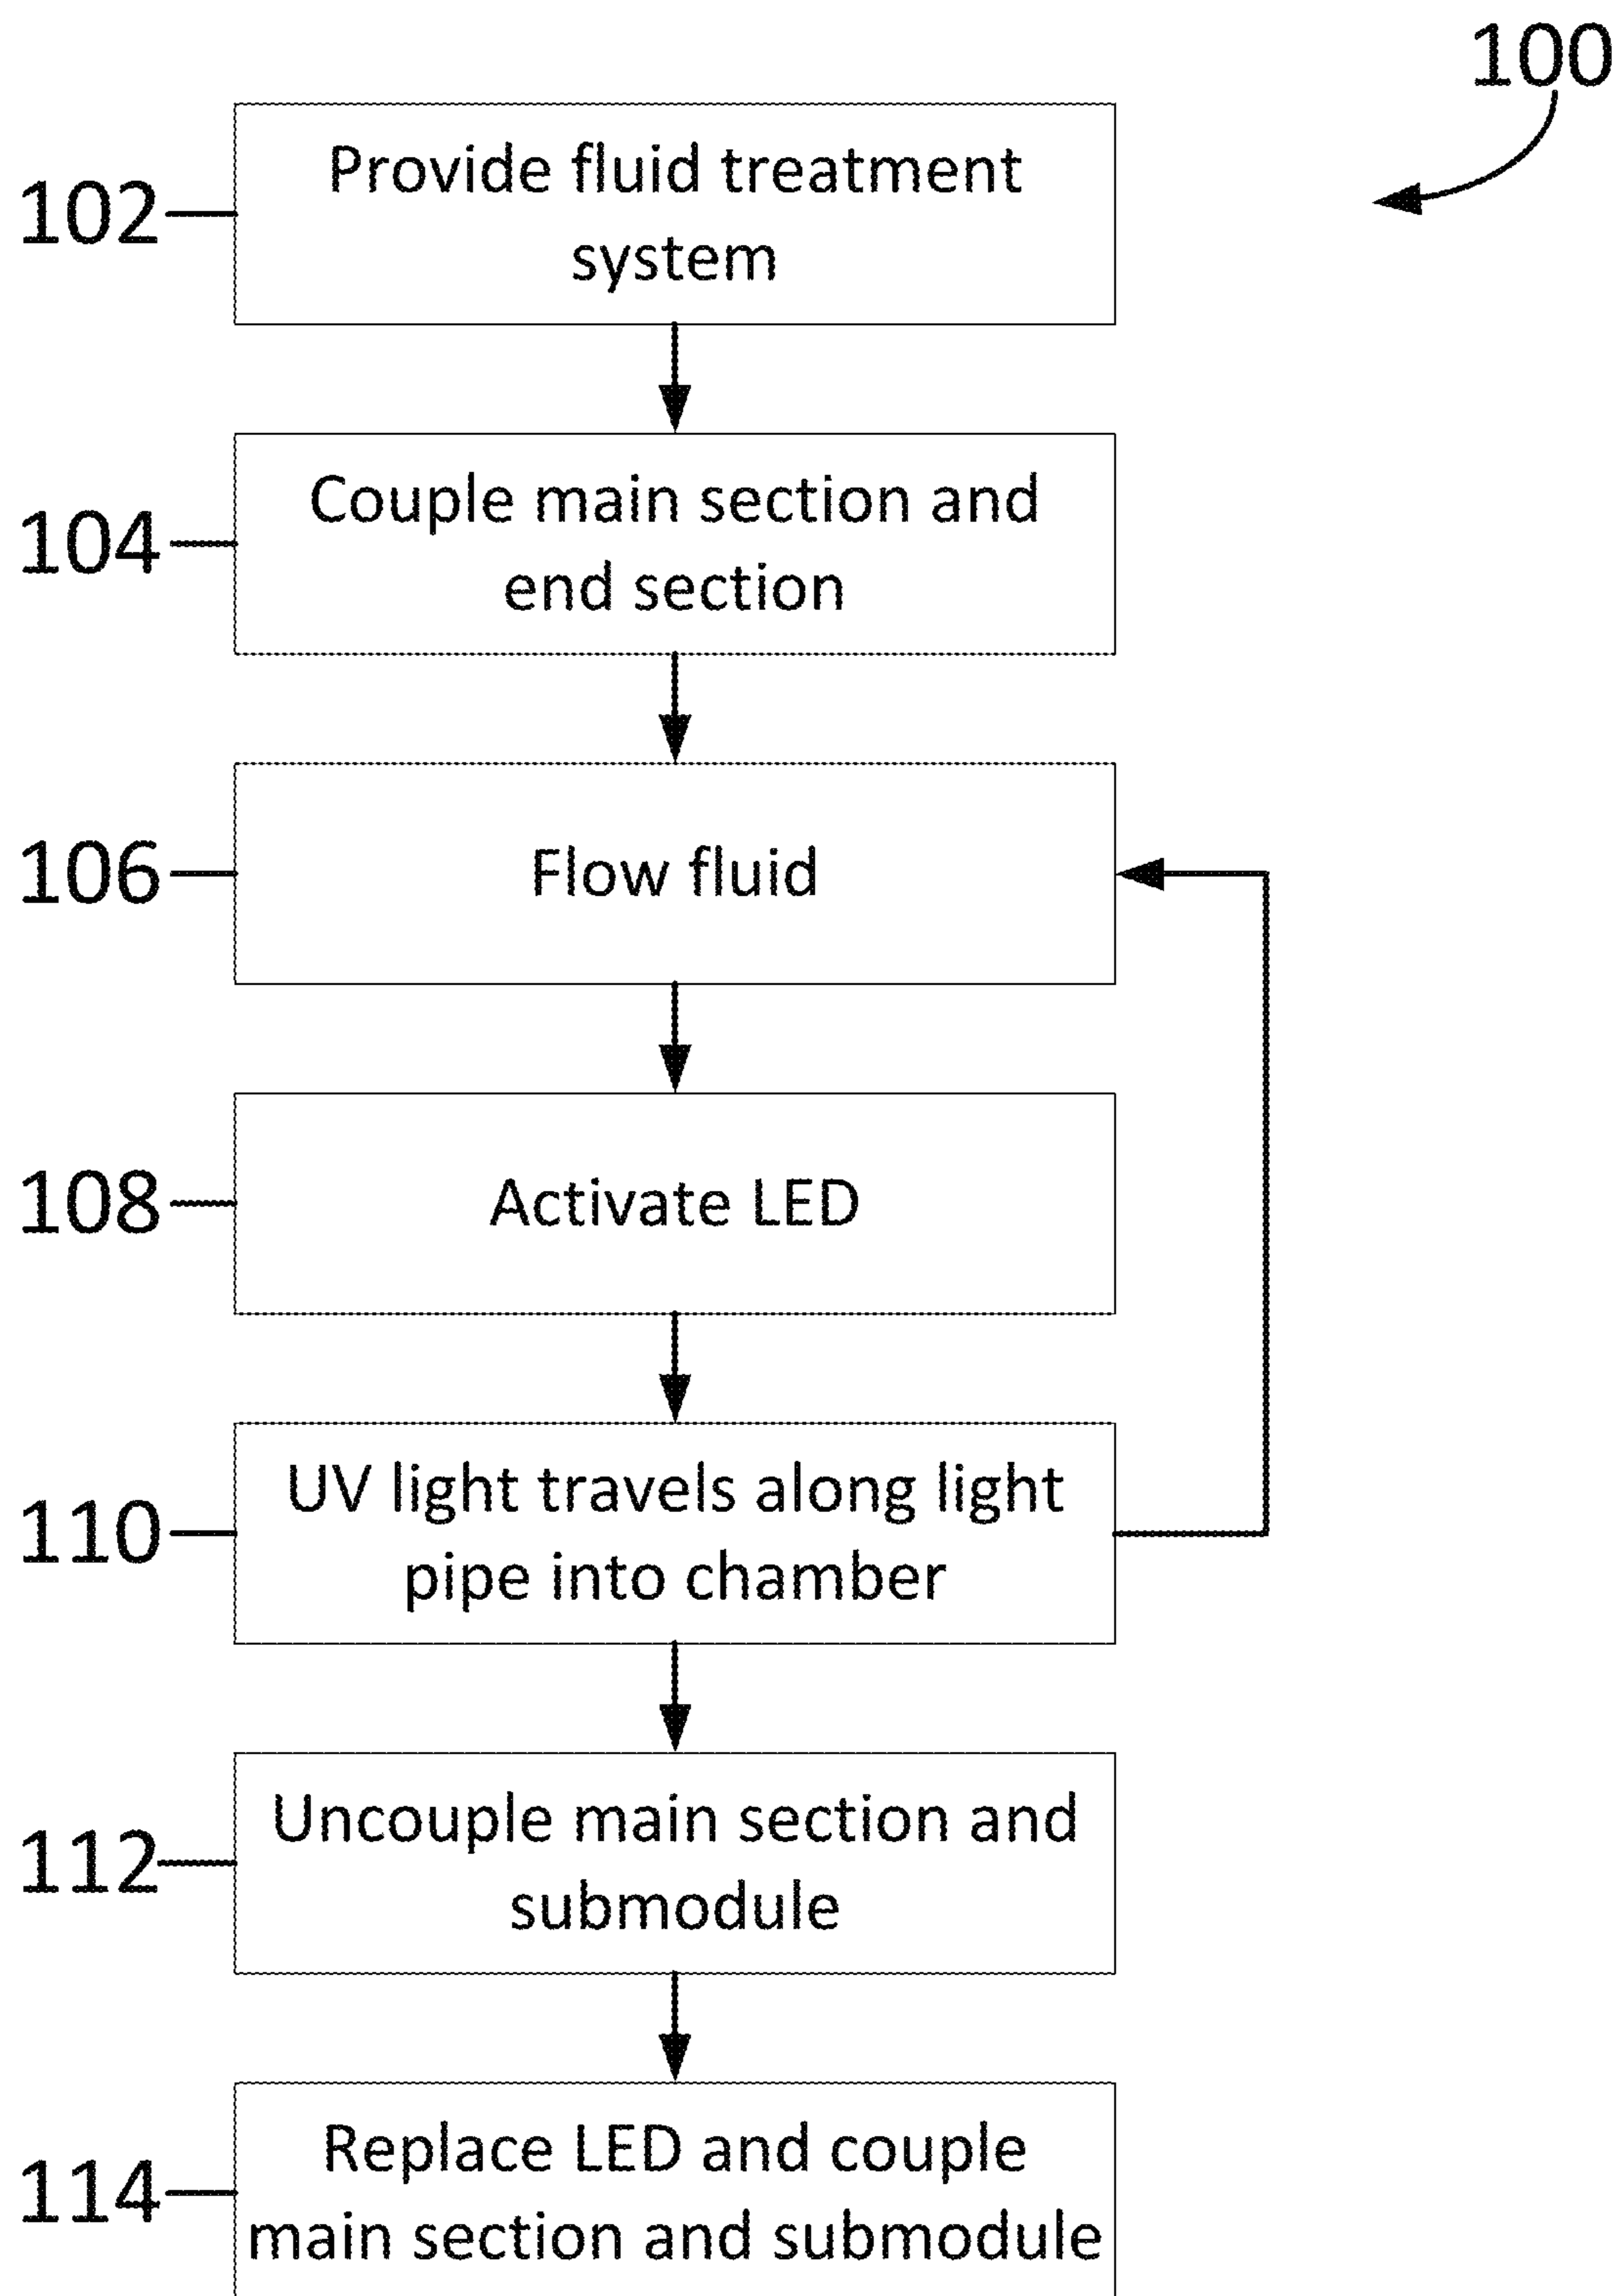 100
102
Provide fluid treatment
system
104
Couple main section and
end section
106
Flow fluid
108
Activate LED
110
UV light travels along light
pipe into chamber
112
Uncouple main section and
submodule
114
Replace LED and couple
main section and submodule